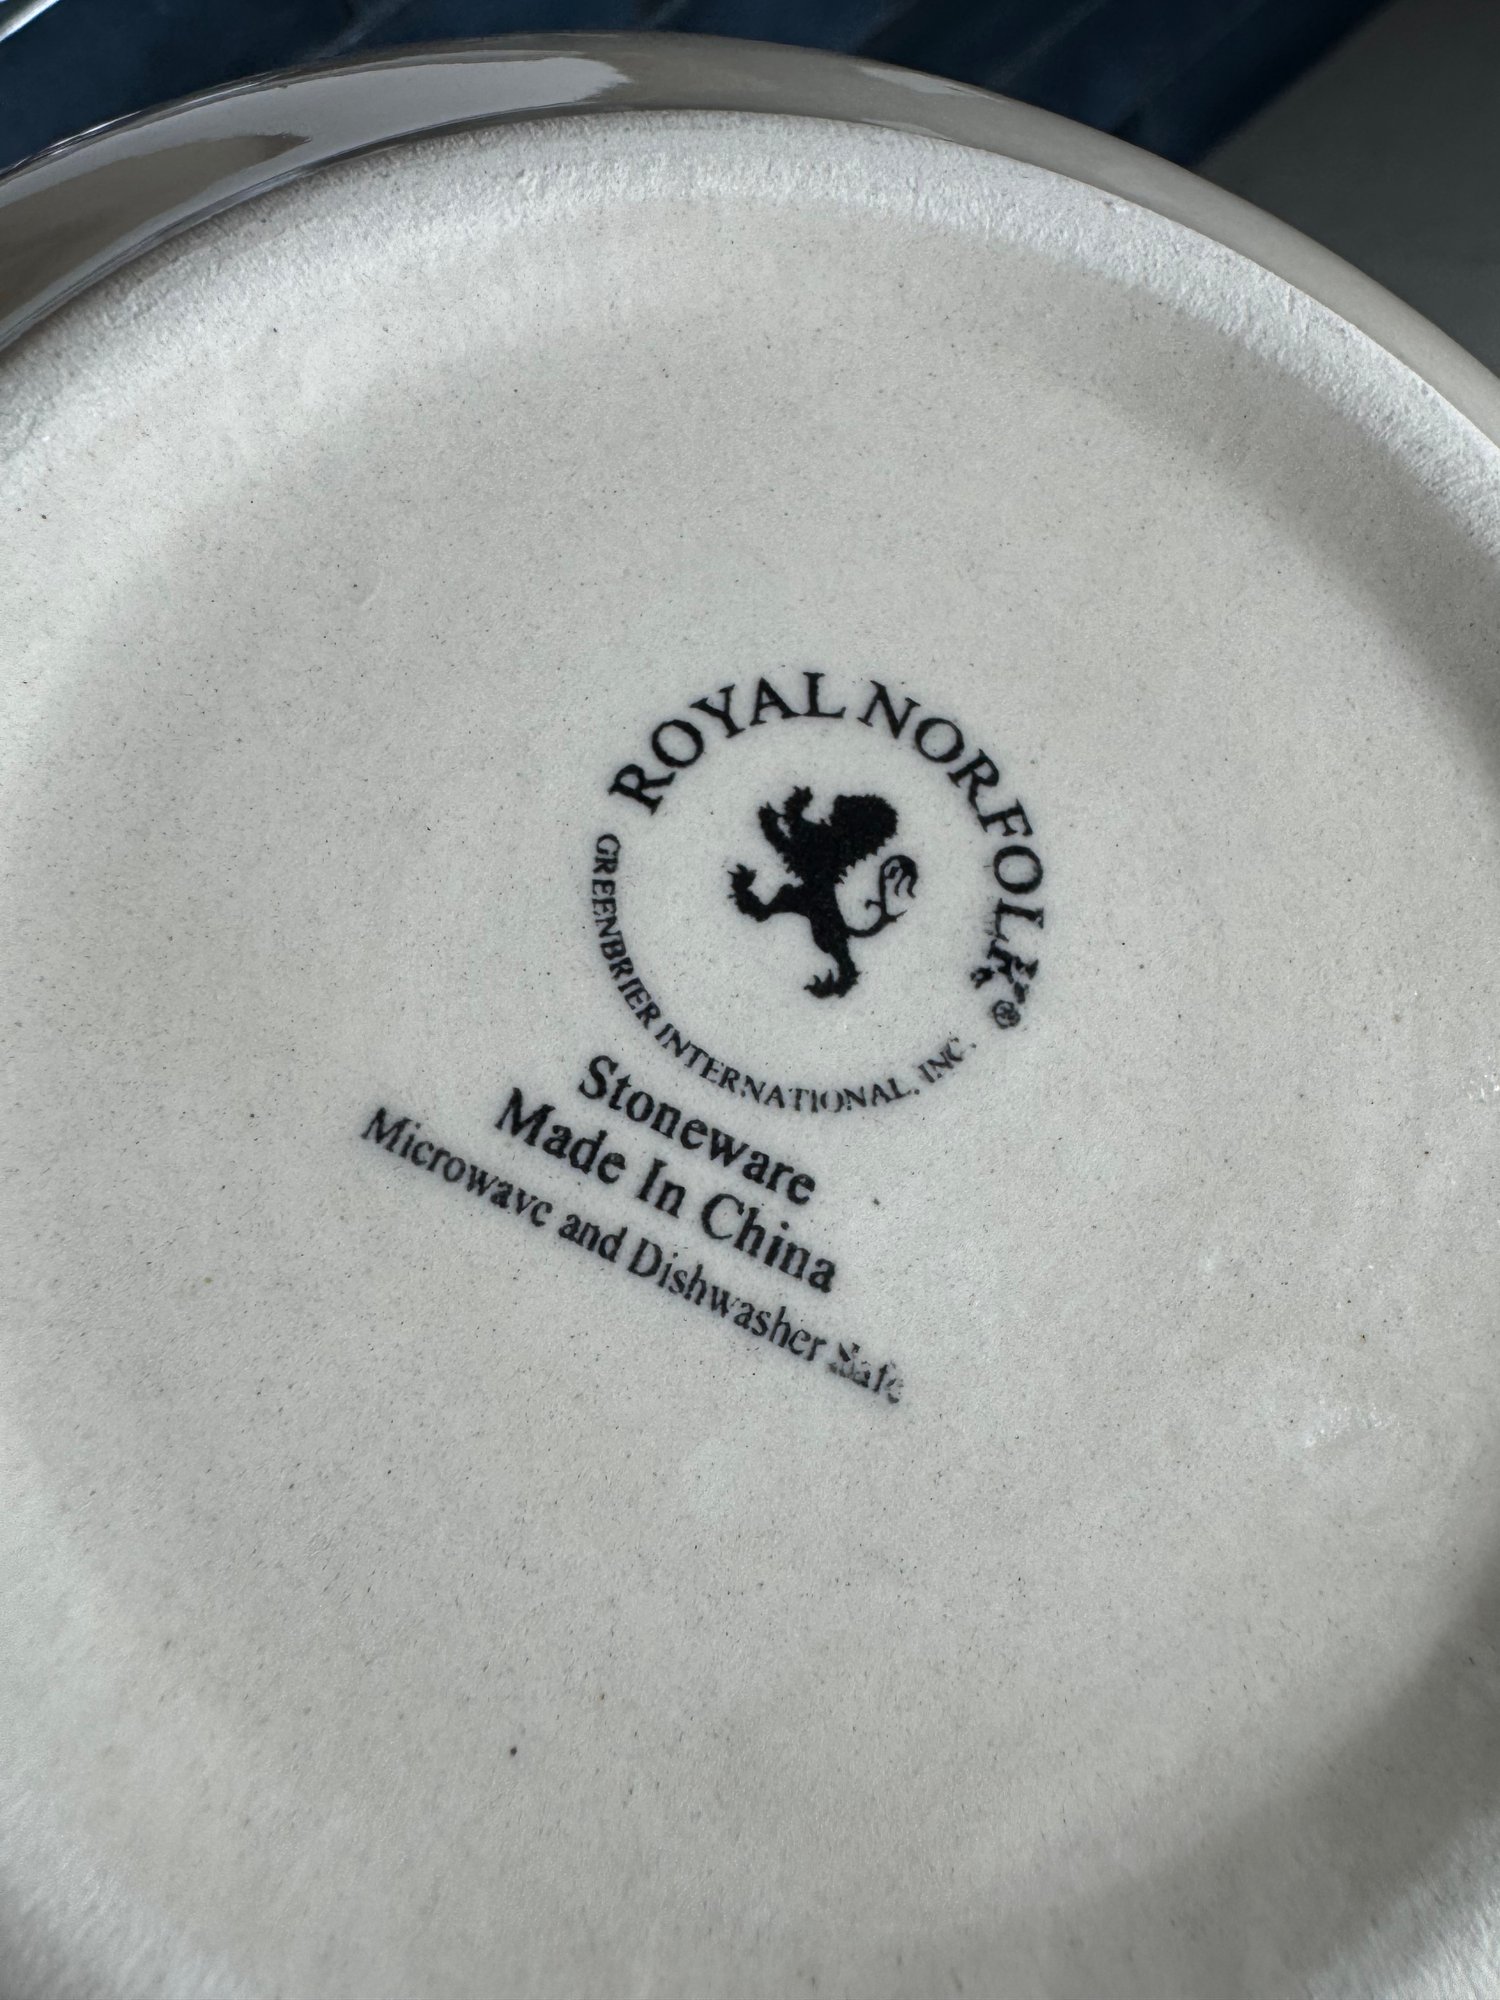 ROYAL NORFOLK®
GREENBRIER INTERNATIONAL, INC.
Stoneware
Made In China
Microwave and Dishwasher Safe